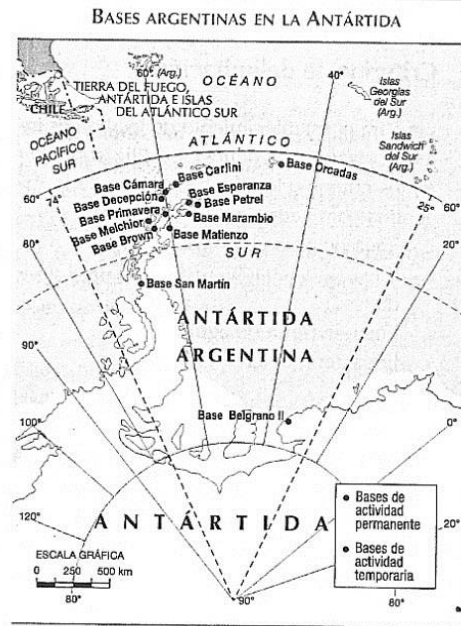 BASES ARGENTINAS EN LA ANTÁRTIDA
60° (Arg.)
OCÉANO
40°
Islas
Georgias
del Sur
(Arg.)
TIERRA DEL FUEGO,
ANTÁRTIDA E ISLAS
DEL ATLÁNTICO SUR
CHILE
OCÉANO
PACÍFICO
SUR
ATLÁNTICO
Islas
Sandwich
del Sur
(Arg.)
Base Carlini
Base Orcadas
Base Cámara
Base Esperanza
Base Decepción
Base Petrel
Base Primavera
Base Marambio
Base Melchior
Base Brown
Base Matienzo
60°
74°
25°
60°
80°
SUR
80°
Base San Martín
ANTÁRTIDA
ARGENTINA
90°
Base Belgrano II
100°
0°
120°
ANTÁRTIDA
20°
Bases de
actividad
permanente
Bases de
actividad
temporaria
ESCALA GRÁFICA
0 250 500 km
80°
90°
80°